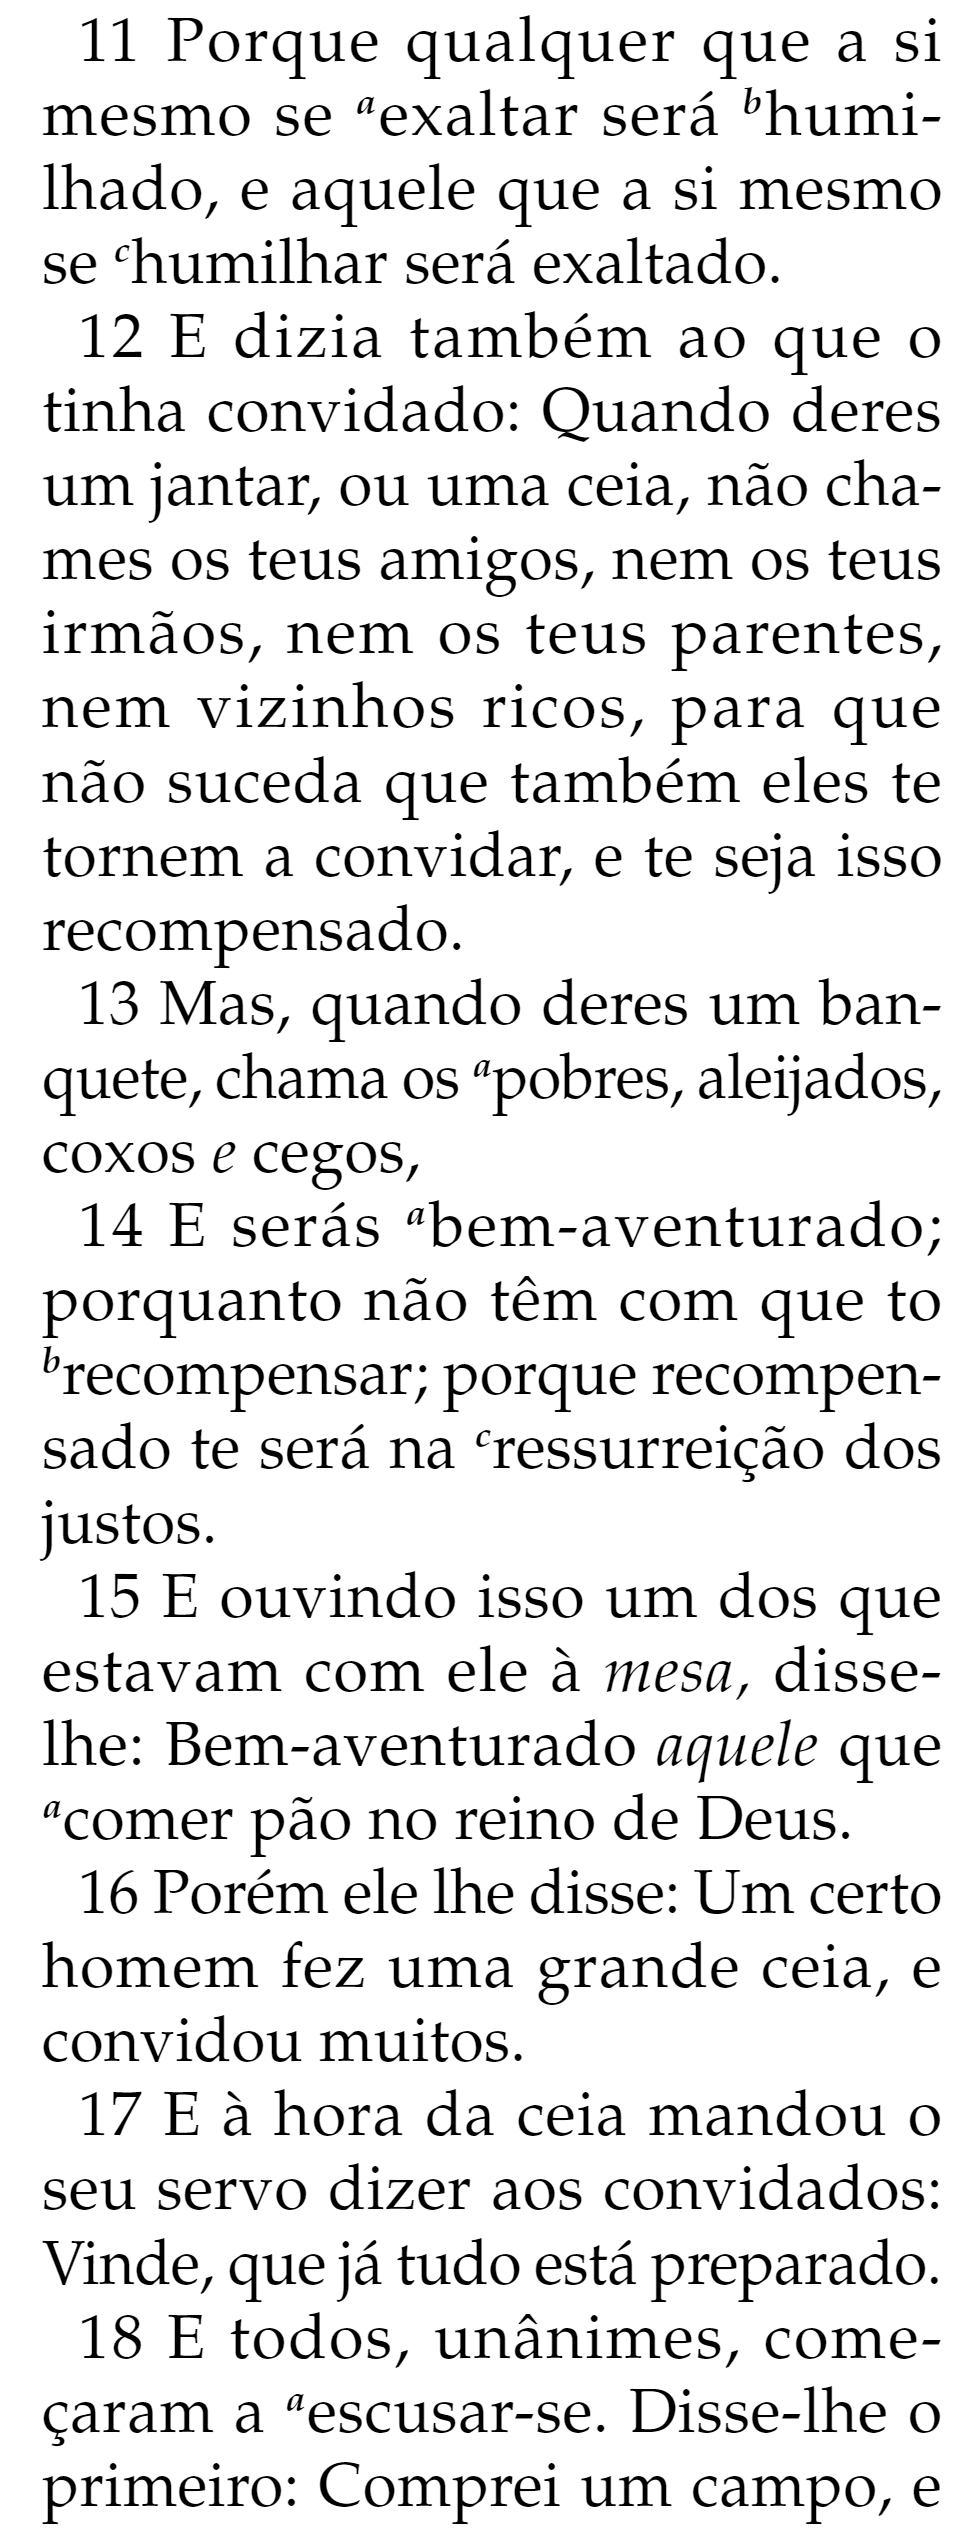 11 Porque qualquer que a si
mesmo se ᵃexaltar será ᵇhumi-
lhado, e aquele que a si mesmo
se ᶜhumilhar será exaltado.
12 E dizia também ao que o
tinha convidado: Quando deres
um jantar, ou uma ceia, não cha-
mes os teus amigos, nem os teus
irmãos, nem os teus parentes,
nem vizinhos ricos, para que
não suceda que também eles te
tornem a convidar, e te seja isso
recompensado.
13 Mas, quando deres um ban-
quete, chama os ᵃpobres, aleijados,
coxos e cegos,
14 E serás ᵃbem-aventurado;
porquanto não têm com que to
ᵇrecompensar; porque recompen-
sado te será na ᶜressurreição dos
justos.
15 E ouvindo isso um dos que
estavam com ele à mesa, disse-
lhe: Bem-aventurado aquele que
ᵃcomer pão no reino de Deus.
16 Porém ele lhe disse: Um certo
homem fez uma grande ceia, e
convidou muitos.
17 E à hora da ceia mandou o
seu servo dizer aos convidados:
Vinde, que já tudo está preparado.
18 E todos, unânimes, come-
çaram a ᵃescusar-se. Disse-lhe o
primeiro: Comprei um campo, e